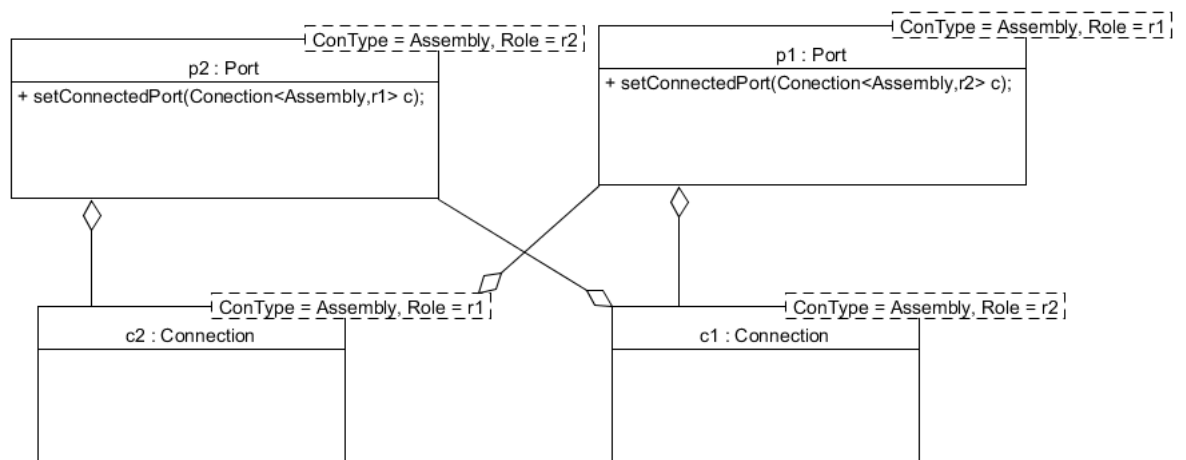 ConType = Assembly, Role = r2
p2 : Port
+ setConnectedPort(Conection<Assembly,r1> c);
ConType = Assembly, Role = r1
p1 : Port
+ setConnectedPort(Conection<Assembly,r2> c);
ConType = Assembly, Role = r1
c2 : Connection
ConType = Assembly, Role = r2
c1 : Connection